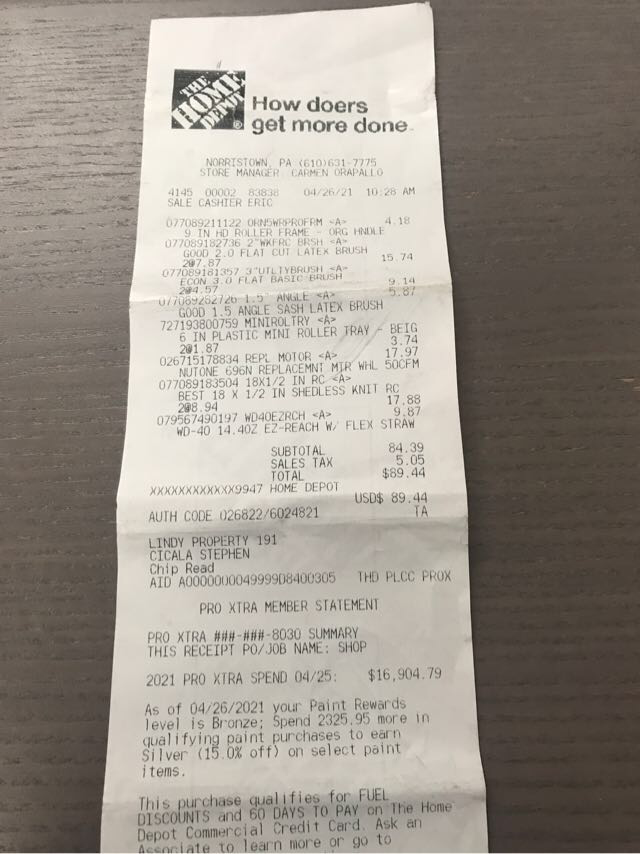 THE
HOME
DEPOT
How doers
get more done
NORRISTOWN, PA (610)631-7775
STORE MANAGER CARMEN ORAPALLO
4145 00002 83838 04/26/21 10:28 AM
SALE CASHIER ERIC
077089211122 ORN5WRPROFRM <A> 4.18
9 IN HD ROLLER FRAME - ORG HNDLE
077089182736 2"WKFRC BRSH <A>
GOOD 2.0 FLAT CUT LATEX BRUSH
2@7.87 15.74
077089181357 3"UTLTYBRUSH <A>
ECON 3.0 FLAT BASIC BRUSH
2@4.57 9.14
077089282726 1.5" ANGLE <A> 5.87
GOOD 1.5 ANGLE SASH LATEX BRUSH
727193800759 MINIROLTRY <A>
6 IN PLASTIC MINI ROLLER TRAY - BEIG
2@1.87 3.74
026715178834 REPL MOTOR <A> 17.97
NUTONE 696N REPLACEMNT MTR WHL 50CFM
077089183504 18X1/2 IN RC <A>
BEST 18 X 1/2 IN SHEDLESS KNIT RC
2@8.94 17.88
079567490197 WD40EZRCH <A> 9.87
WD-40 14.4OZ EZ-REACH W/ FLEX STRAW
SUBTOTAL 84.39
SALES TAX 5.05
TOTAL $89.44
XXXXXXXXXXXX9947 HOME DEPOT
USD$ 89.44
AUTH CODE 026822/6024821 TA
LINDY PROPERTY 191
CICALA STEPHEN
Chip Read
AID A0000000049999D8400305 THD PLCC PROX
PRO XTRA MEMBER STATEMENT
PRO XTRA ###-###-8030 SUMMARY
THIS RECEIPT PO/JOB NAME: SHOP
2021 PRO XTRA SPEND 04/25: $16,904.79
As of 04/26/2021 your Paint Rewards
level is Bronze; Spend 2325.95 more in
qualifying paint purchases to earn
Silver (15.0% off) on select paint
items.
This purchase qualifies for FUEL
DISCOUNTS and 60 DAYS TO PAY on The Home
Depot Commercial Credit Card. Ask an
Associate to learn more or go to